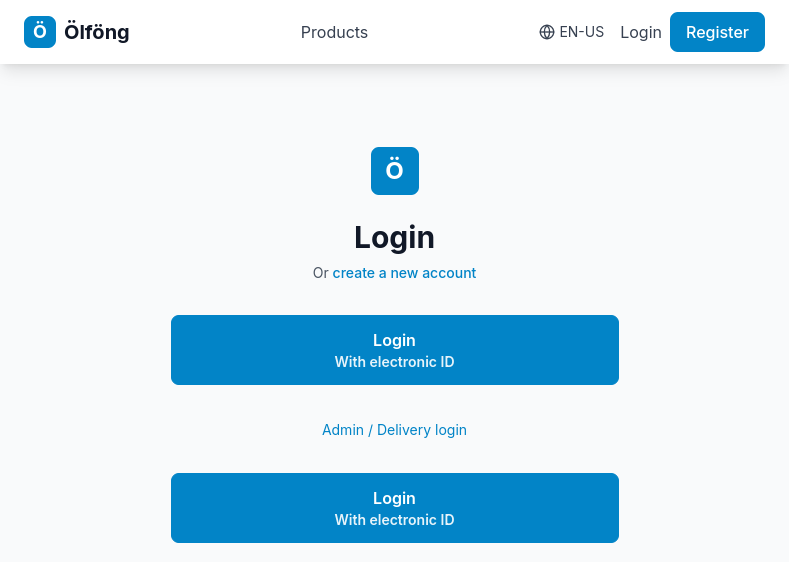 Ö Ölföng Products EN-US Login Register
Ö
Login
Or create a new account
Login
With electronic ID
Admin / Delivery login
Login
With electronic ID